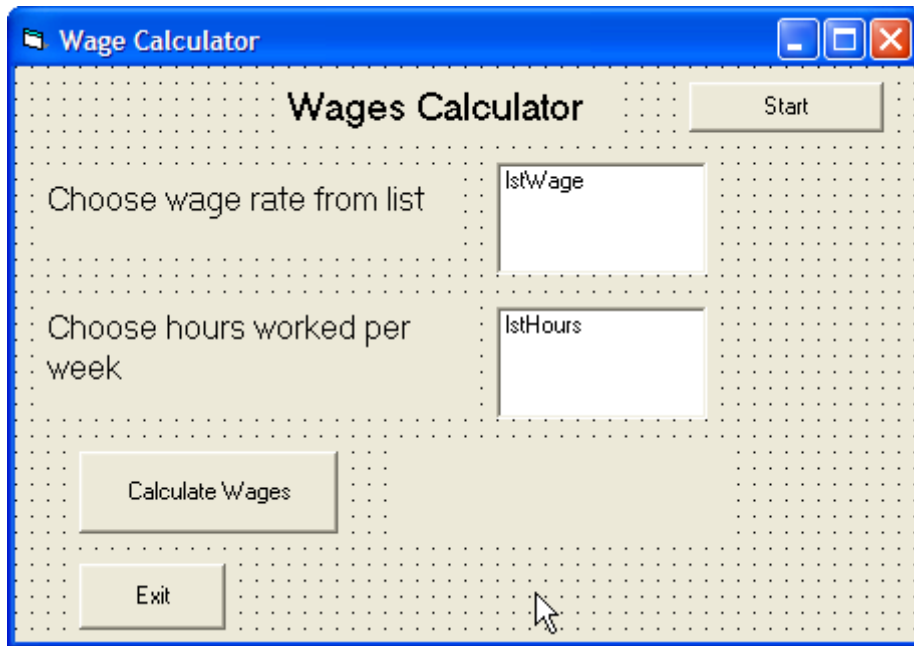 Wage Calculator
Wages Calculator
Start
Choose wage rate from list
lstWage
Choose hours worked per
week
lstHours
Calculate Wages
Exit